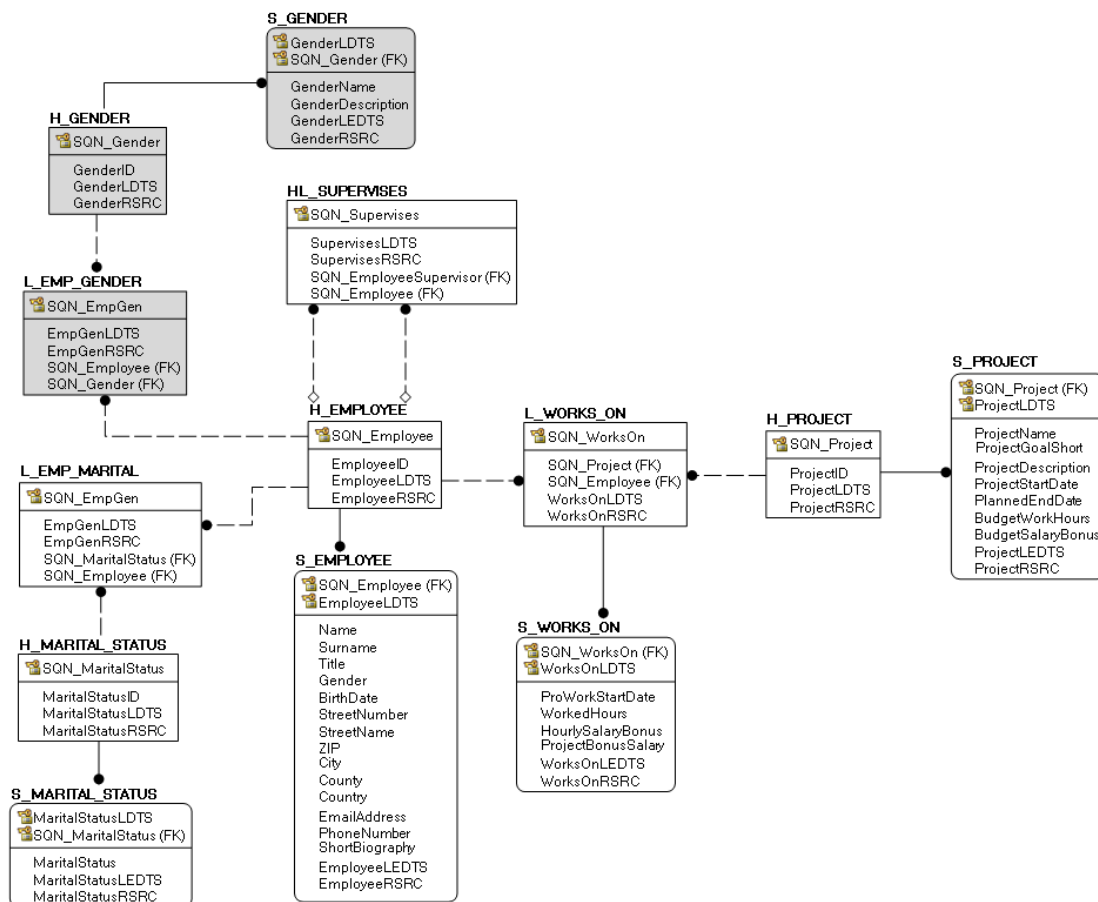 S_GENDER
GenderLDTS
SQN_Gender (FK)
GenderName
GenderDescription
GenderLEDTS
GenderRSRC
H_GENDER
SQN_Gender
GenderID
GenderLDTS
GenderRSRC
HL_SUPERVISES
SQN_Supervises
SupervisesLDTS
SupervisesRSRC
SQN_EmployeeSupervisor (FK)
SQN_Employee (FK)
L_EMP_GENDER
SQN_EmpGen
EmpGenLDTS
EmpGenRSRC
SQN_Employee (FK)
SQN_Gender (FK)
H_EMPLOYEE
SQN_Employee
EmployeeID
EmployeeLDTS
EmployeeRSRC
L_WORKS_ON
SQN_WorksOn
SQN_Project (FK)
SQN_Employee (FK)
WorksOnLDTS
WorksOnRSRC
H_PROJECT
SQN_Project
ProjectID
ProjectLDTS
ProjectRSRC
S_PROJECT
SQN_Project (FK)
ProjectLDTS
ProjectName
ProjectGoalShort
ProjectDescription
ProjectStartDate
PlannedEndDate
BudgetWorkHours
BudgetSalaryBonus
ProjectLEDTS
ProjectRSRC
L_EMP_MARITAL
SQN_EmpGen
EmpGenLDTS
EmpGenRSRC
SQN_MaritalStatus (FK)
SQN_Employee (FK)
S_EMPLOYEE
SQN_Employee (FK)
EmployeeLDTS
Name
Surname
Title
Gender
BirthDate
StreetNumber
StreetName
ZIP
City
County
Country
EmailAddress
PhoneNumber
ShortBiography
EmployeeLEDTS
EmployeeRSRC
S_WORKS_ON
SQN_WorksOn (FK)
WorksOnLDTS
ProWorkStartDate
WorkedHours
HourlySalaryBonus
ProjectBonusSalary
WorksOnLEDTS
WorksOnRSRC
H_MARITAL_STATUS
SQN_MaritalStatus
MaritalStatusID
MaritalStatusLDTS
MaritalStatusRSRC
S_MARITAL_STATUS
MaritalStatusLDTS
SQN_MaritalStatus (FK)
MaritalStatus
MaritalStatusLEDTS
MaritalStatusRSRC